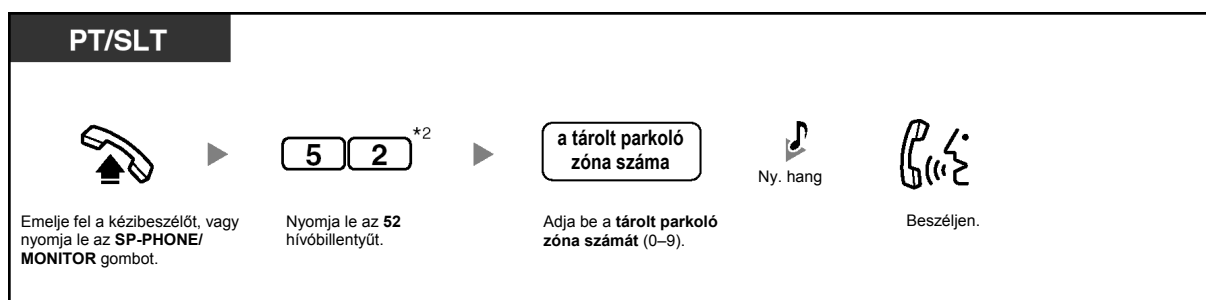 PT/SLT
5 2 *2
a tárolt parkoló
zóna száma
Ny. hang
Emelje fel a kézibeszélőt, vagy
nyomja le az SP-PHONE/
MONITOR gombot.
Nyomja le az 52
hívóbillentyűt.
Adja be a tárolt parkoló
zóna számát (0–9).
Beszéljen.